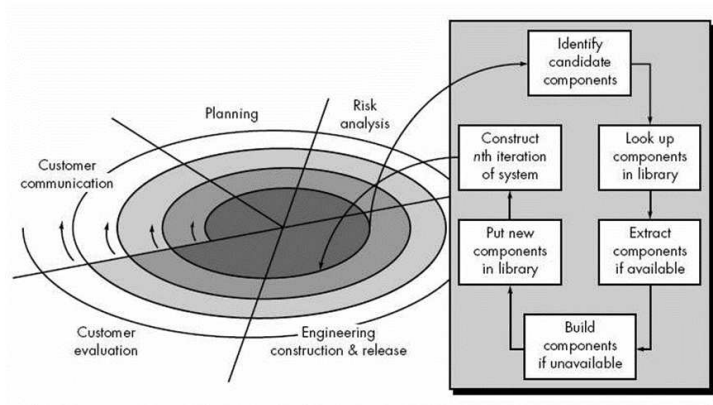 Planning
Risk
analysis
Customer
communication
Customer
evaluation
Engineering
construction & release
Identify
candidate
components
Look up
components
in library
Extract
components
if available
Build
components
if unavailable
Put new
components
in library
Construct
nth iteration
of system